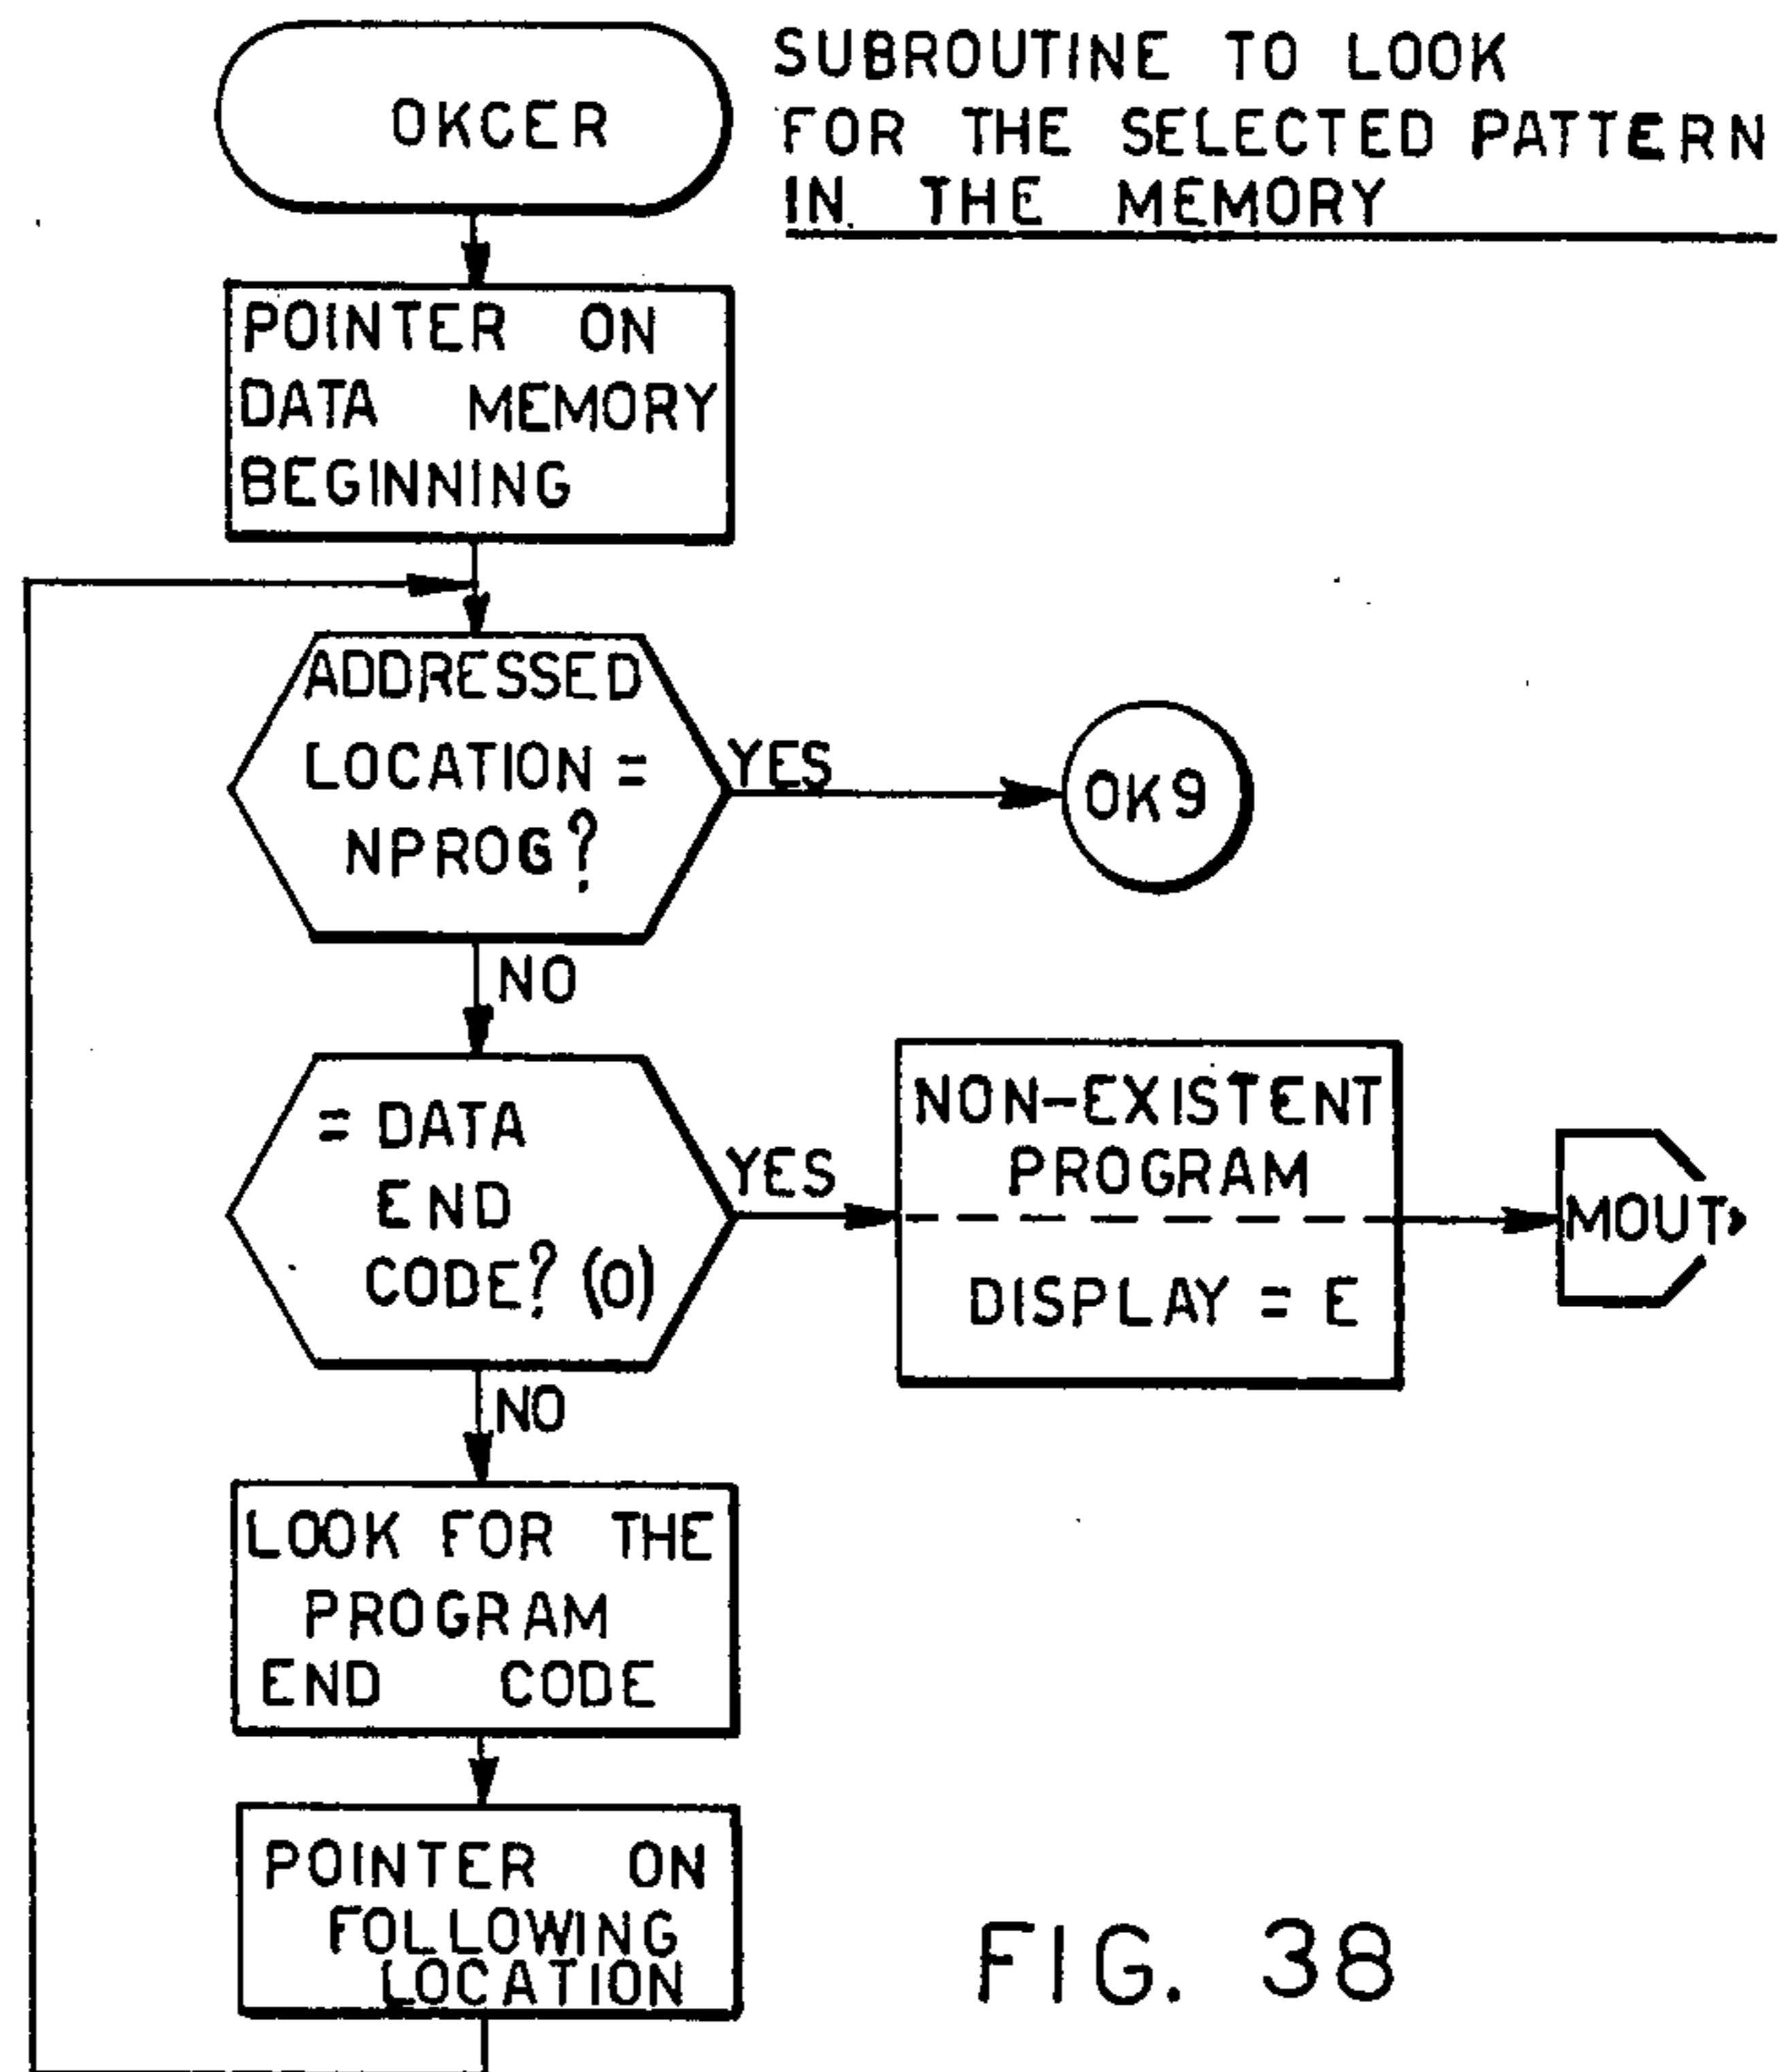 OKCER
SUBROUTINE TO LOOK
FOR THE SELECTED PATTERN
IN THE MEMORY
POINTER ON
DATA MEMORY
BEGINNING
ADDRESSED
LOCATION =
NPROG?
YES
OK9
NO
= DATA
END
CODE? (0)
YES
NON-EXISTENT
PROGRAM
DISPLAY = E
MOUT
NO
LOOK FOR THE
PROGRAM
END CODE
POINTER ON
FOLLOWING
LOCATION
FIG. 38